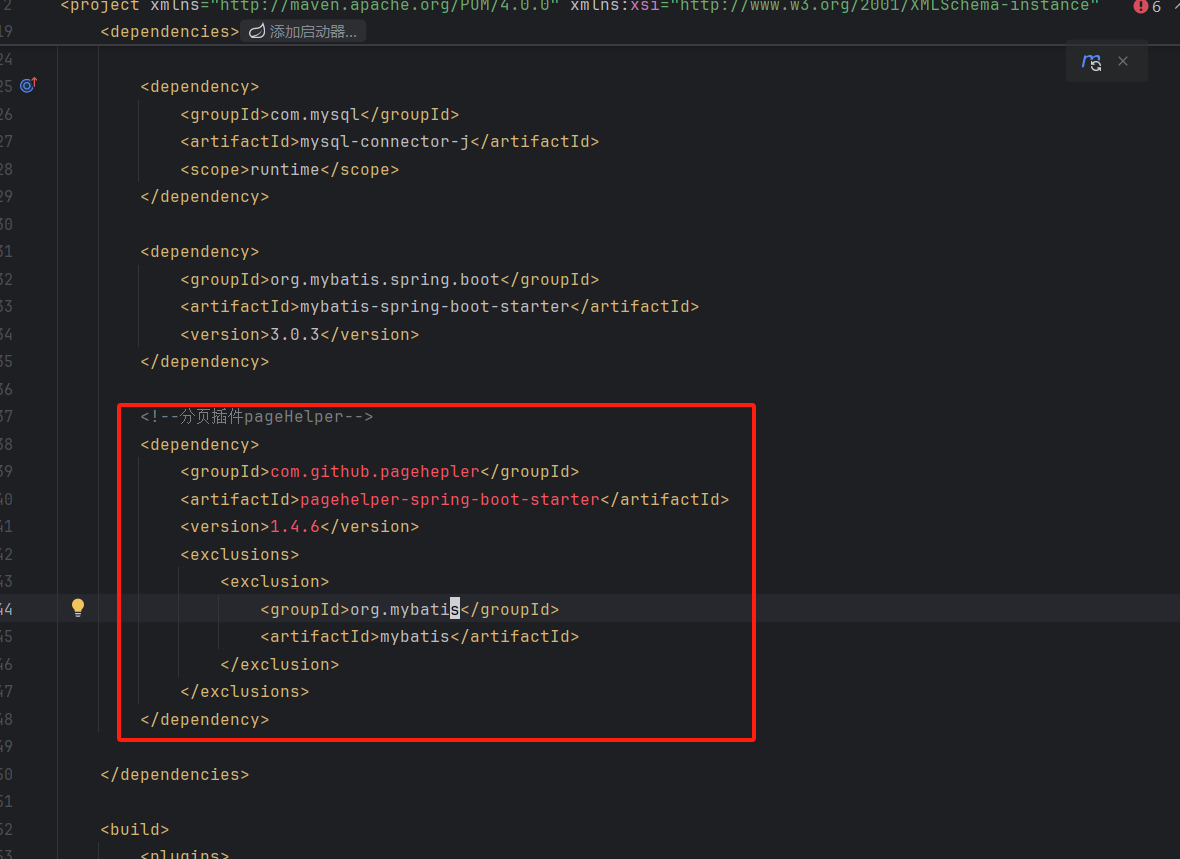 2 <project xmlns="http://maven.apache.org/POM/4.0.0" xmlns:xsi="http://www.w3.org/2001/XMLSchema-instance" 6
19 <dependencies> 添加启动器...
24
25 <dependency>
26 <groupId>com.mysql</groupId>
27 <artifactId>mysql-connector-j</artifactId>
28 <scope>runtime</scope>
29 </dependency>
30
31 <dependency>
32 <groupId>org.mybatis.spring.boot</groupId>
33 <artifactId>mybatis-spring-boot-starter</artifactId>
34 <version>3.0.3</version>
35 </dependency>
36
37 <!--分页插件pageHelper-->
38 <dependency>
39 <groupId>com.github.pagehepler</groupId>
40 <artifactId>pagehelper-spring-boot-starter</artifactId>
41 <version>1.4.6</version>
42 <exclusions>
43 <exclusion>
44 <groupId>org.mybatis</groupId>
45 <artifactId>mybatis</artifactId>
46 </exclusion>
47 </exclusions>
48 </dependency>
49
50 </dependencies>
51
52 <build>
53 <plugins>